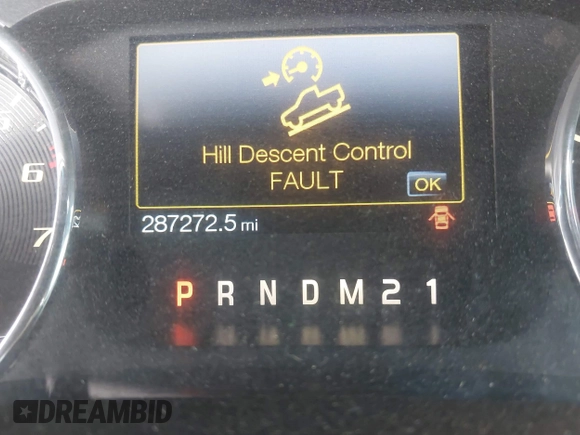 Hill Descent Control
FAULT
OK
6
287272.5 mi
7
P R N D M 2 1
DREAMBID